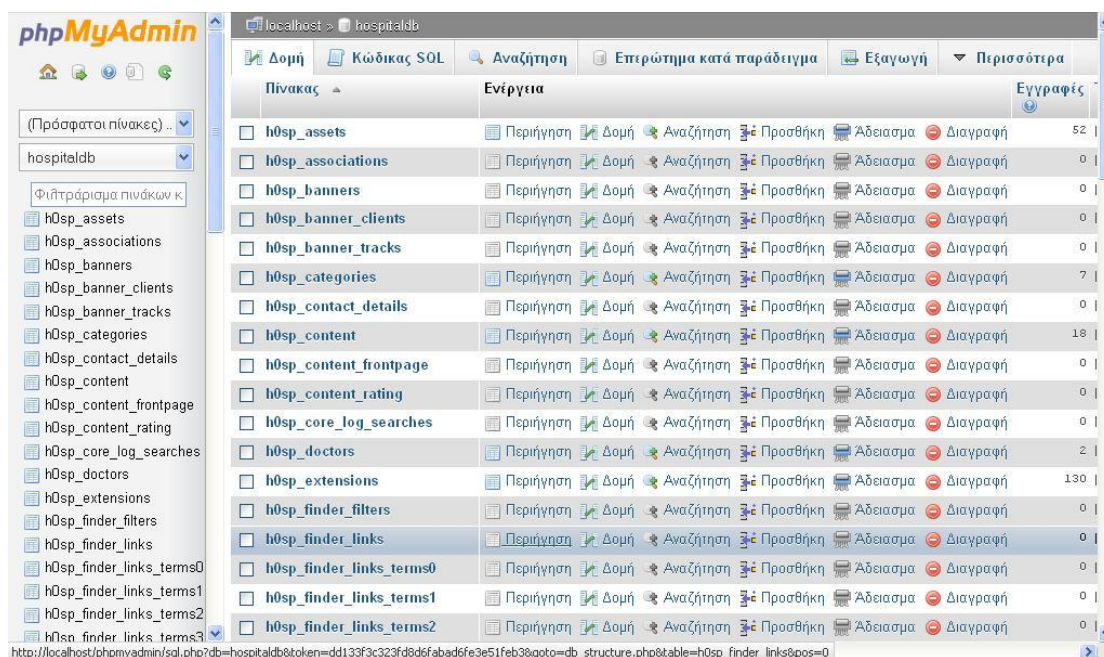 phpMyAdmin
(Πρόσφατοι πίνακες) ..
hospitaldb
Φιλτράρισμα πινάκων κ
h0sp_assets
h0sp_associations
h0sp_banners
h0sp_banner_clients
h0sp_banner_tracks
h0sp_categories
h0sp_contact_details
h0sp_content
h0sp_content_frontpage
h0sp_content_rating
h0sp_core_log_searches
h0sp_doctors
h0sp_extensions
h0sp_finder_filters
h0sp_finder_links
h0sp_finder_links_terms0
h0sp_finder_links_terms1
h0sp_finder_links_terms2
h0sp_finder_links_terms3
localhost » hospitaldb
Δομή Κώδικας SQL Αναζήτηση Επερώτημα κατά παράδειγμα Εξαγωγή Περισσότερα
Πίνακας Ενέργεια Εγγραφές
h0sp_assets Περιήγηση Δομή Αναζήτηση Προσθήκη Άδειασμα Διαγραφή 52
h0sp_associations Περιήγηση Δομή Αναζήτηση Προσθήκη Άδειασμα Διαγραφή 0
h0sp_banners Περιήγηση Δομή Αναζήτηση Προσθήκη Άδειασμα Διαγραφή 0
h0sp_banner_clients Περιήγηση Δομή Αναζήτηση Προσθήκη Άδειασμα Διαγραφή 0
h0sp_banner_tracks Περιήγηση Δομή Αναζήτηση Προσθήκη Άδειασμα Διαγραφή 0
h0sp_categories Περιήγηση Δομή Αναζήτηση Προσθήκη Άδειασμα Διαγραφή 7
h0sp_contact_details Περιήγηση Δομή Αναζήτηση Προσθήκη Άδειασμα Διαγραφή 0
h0sp_content Περιήγηση Δομή Αναζήτηση Προσθήκη Άδειασμα Διαγραφή 18
h0sp_content_frontpage Περιήγηση Δομή Αναζήτηση Προσθήκη Άδειασμα Διαγραφή 0
h0sp_content_rating Περιήγηση Δομή Αναζήτηση Προσθήκη Άδειασμα Διαγραφή 0
h0sp_core_log_searches Περιήγηση Δομή Αναζήτηση Προσθήκη Άδειασμα Διαγραφή 0
h0sp_doctors Περιήγηση Δομή Αναζήτηση Προσθήκη Άδειασμα Διαγραφή 2
h0sp_extensions Περιήγηση Δομή Αναζήτηση Προσθήκη Άδειασμα Διαγραφή 130
h0sp_finder_filters Περιήγηση Δομή Αναζήτηση Προσθήκη Άδειασμα Διαγραφή 0
h0sp_finder_links Περιήγηση Δομή Αναζήτηση Προσθήκη Άδειασμα Διαγραφή 0
h0sp_finder_links_terms0 Περιήγηση Δομή Αναζήτηση Προσθήκη Άδειασμα Διαγραφή 0
h0sp_finder_links_terms1 Περιήγηση Δομή Αναζήτηση Προσθήκη Άδειασμα Διαγραφή 0
h0sp_finder_links_terms2 Περιήγηση Δομή Αναζήτηση Προσθήκη Άδειασμα Διαγραφή 0
http://localhost/phpmyadmin/sql.php?db=hospitaldb&token=dd133f3c323fd8d6fabad6fe3e51feb3&goto=db_structure.php&table=h0sp_finder_links&pos=0